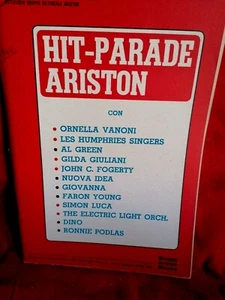 HIT-PARADE
ARISTON
CON
• ORNELLA VANONI
• LES HUMPHRIES SINGERS
• AL GREEN
• GILDA GIULIANI
• JOHN C. FOGERTY
• NUOVA IDEA
• GIOVANNA
• FARON YOUNG
• SIMON LUCA
• THE ELECTRIC LIGHT ORCH.
• DINO
• RONNIE PODLAS